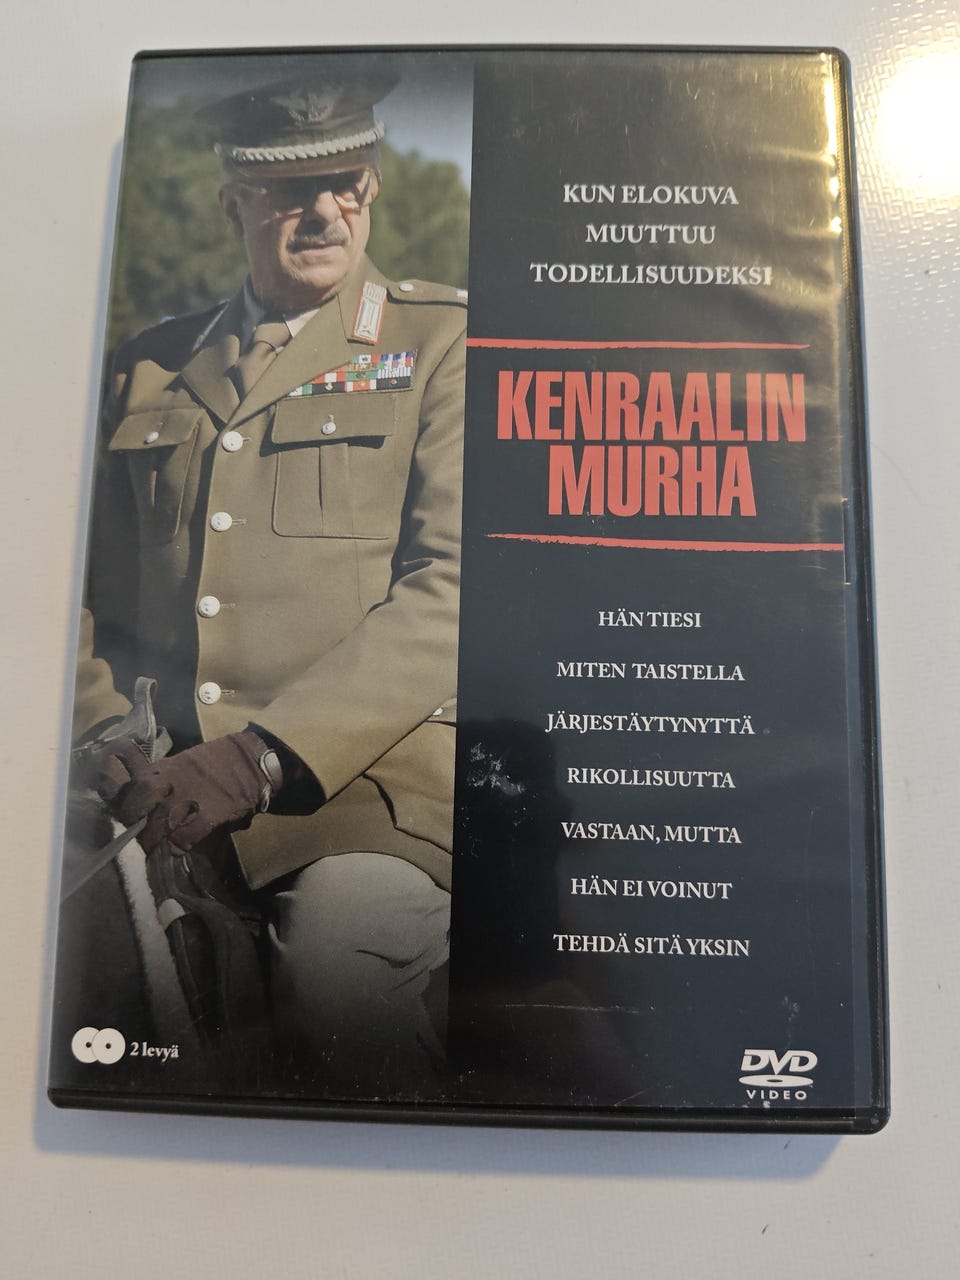 KUN ELOKUVA
MUUTTUU
TODELLISUUDEKSI
KENRAALIN
MURHA
HÄN TIESI
MITEN TAISTELLA
JÄRJESTÄYTYNYTTÄ
RIKOLLISUUTTA
VASTAAN, MUTTA
HÄN EI VOINUT
TEHDÄ SITÄ YKSIN
2 levyä
DVD
VIDEO